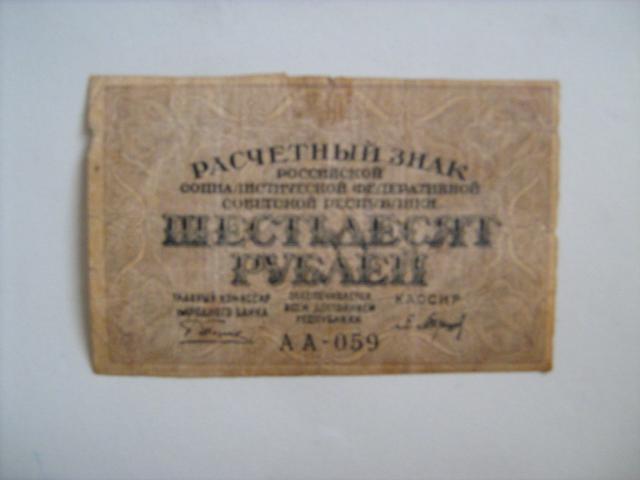 РАСЧЕТНЫЙ ЗНАК
РОССИЙСКОЙ
СОЦИАЛИСТИЧЕСКОЙ ФЕДЕРАТИВНОЙ
СОВЕТСКОЙ РЕСПУБЛИКИ.
ШЕСТЬДЕСЯТ
РУБЛЕЙ
ГЛАВНЫЙ КОМИССАР
НАРОДНОГО БАНКА
ОБЕСПЕЧИВАЕТСЯ
ВСЕМ ДОСТОЯНИЕМ
РЕСПУБЛИКИ
КАССИР
АА-059